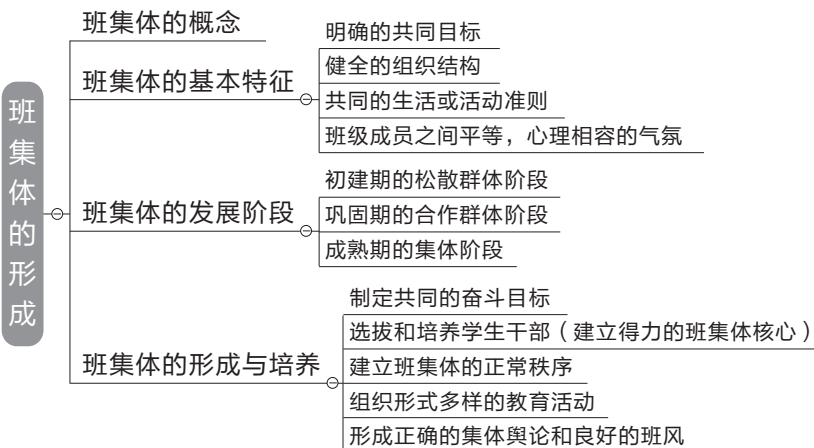 班集体的形成
班集体的概念
班集体的基本特征
明确的共同目标
健全的组织结构
共同的生活或活动准则
班级成员之间平等，心理相容的气氛
班集体的发展阶段
初建期的松散群体阶段
巩固期的合作群体阶段
成熟期的集体阶段
班集体的形成与培养
制定共同的奋斗目标
选拔和培养学生干部（建立得力的班集体核心）
建立班集体的正常秩序
组织形式多样的教育活动
形成正确的集体舆论和良好的班风